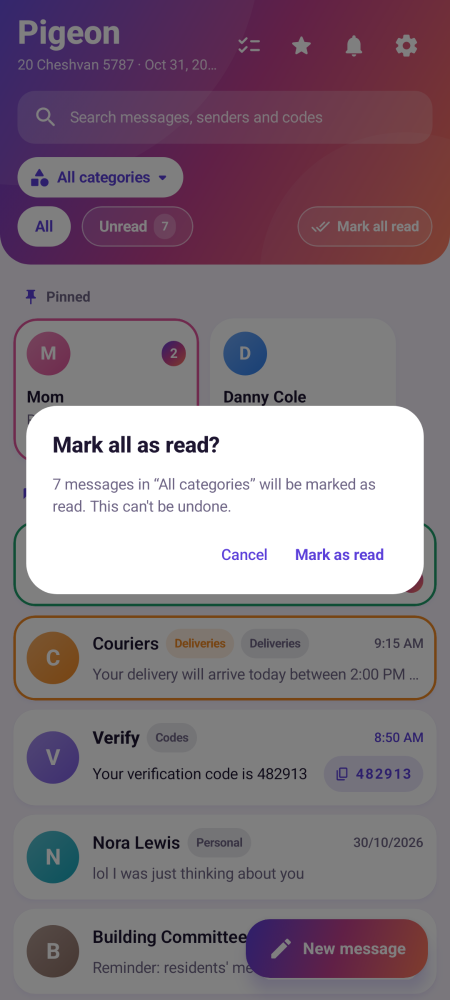 Pigeon
20 Cheshvan 5787 · Oct 31, 20…
Search messages, senders and codes
All categories
All
Unread 7
Mark all read
Pinned
M
2
D
Mom
Danny Cole
Mark all as read?
7 messages in “All categories” will be marked as
read. This can't be undone.
Cancel
Mark as read
C
Couriers Deliveries Deliveries 9:15 AM
Your delivery will arrive today between 2:00 PM …
V
Verify Codes 8:50 AM
Your verification code is 482913
482913
N
Nora Lewis Personal 30/10/2026
lol I was just thinking about you
B
Building Committee
Reminder: residents'
New message